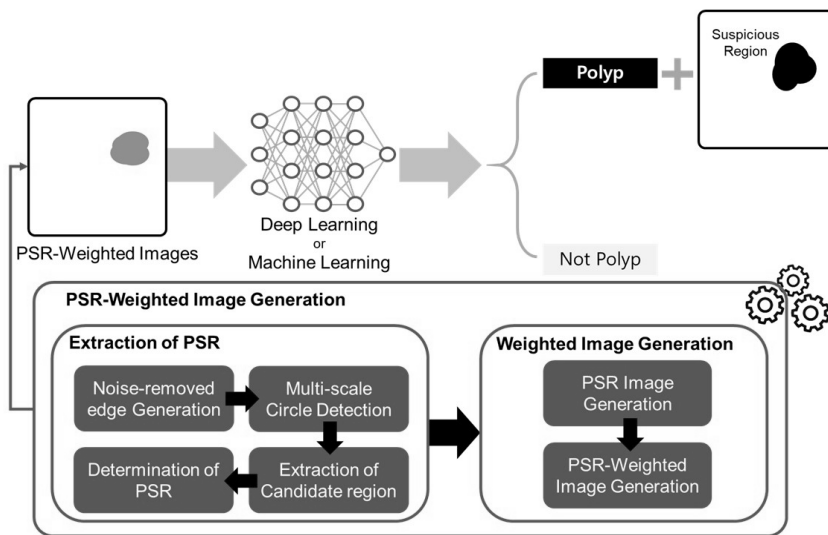 Suspicious
Region
Polyp
PSR-Weighted Images
Deep Learning
or
Machine Learning
Not Polyp
PSR-Weighted Image Generation
Extraction of PSR
Noise-removed
edge Generation
Multi-scale
Circle Detection
Determination of
PSR
Extraction of
Candidate region
Weighted Image Generation
PSR Image
Generation
PSR-Weighted
Image Generation